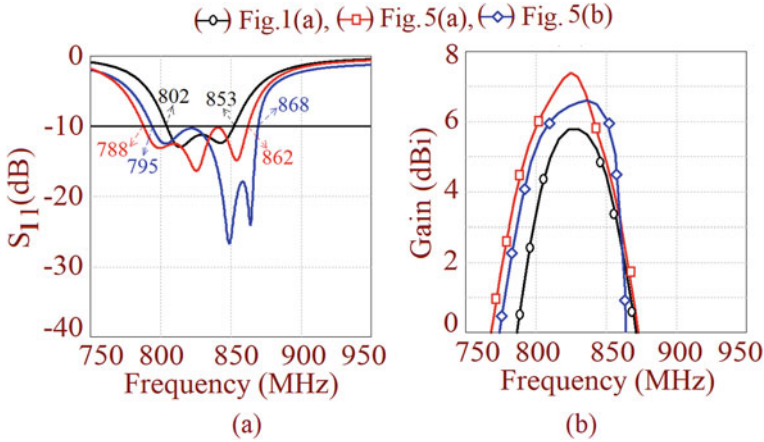 Fig.1(a), Fig.5(a), Fig. 5(b)
0
-10
-20
-30
-40
S11(dB)
802
853
868
788
795
862
750 800 850 900 950
Frequency (MHz)
(a)
8
6
4
2
0
Gain (dBi)
750 800 850 900 950
Frequency (MHz)
(b)